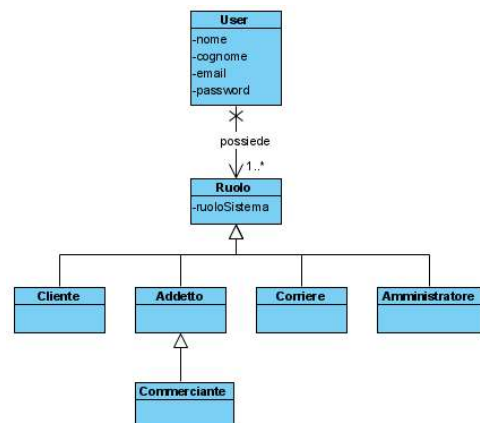 User
-nome
-cognome
-email
-password
possiede
1..*
Ruolo
-ruoloSistema
Cliente
Addetto
Corriere
Amministratore
Commerciante